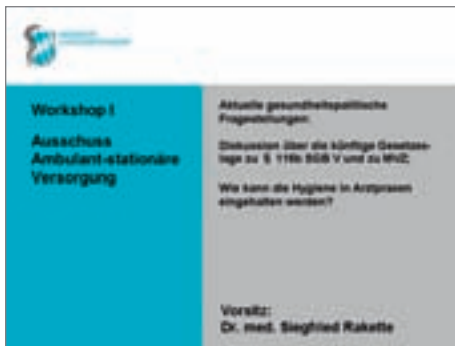 Workshop I
Ausschuss
Ambulant-stationäre
Versorgung
Aktuelle gesundheitspolitische
Fragestellungen:
Diskussion über die künftige Gesetzes-
lage zu § 116b SGB V und zu MVZ;
Wie kann die Hygiene in Arztpraxen
eingehalten werden?
Vorsitz:
Dr. med. Siegfried Rakette